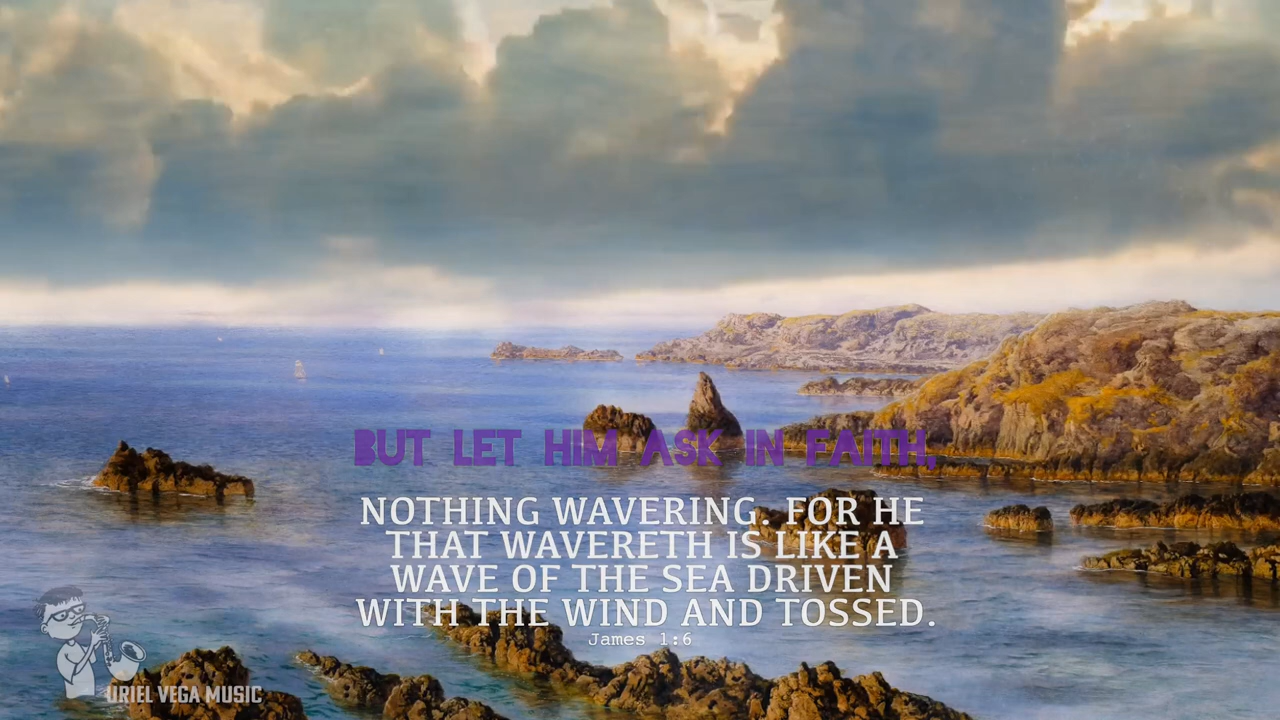 BUT LET HIM ASK IN FAITH,
NOTHING WAVERING. FOR HE
THAT WAVERETH IS LIKE A
WAVE OF THE SEA DRIVEN
WITH THE WIND AND TOSSED.
James 1:6
URIEL VEGA MUSIC